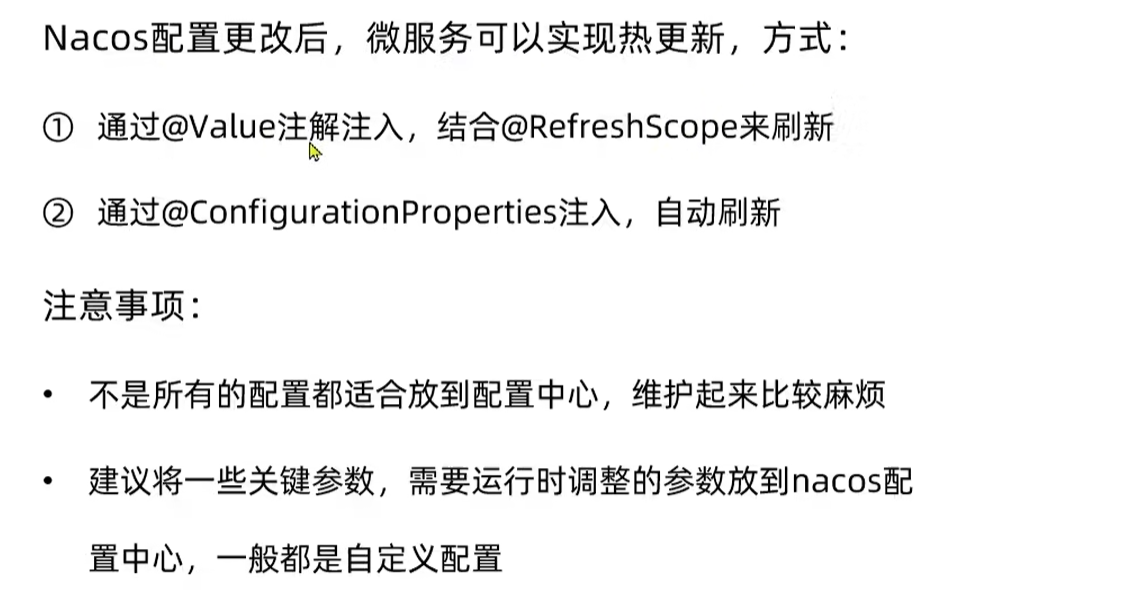 Nacos配置更改后，微服务可以实现热更新，方式：
① 通过@Value注解注入，结合@RefreshScope来刷新
② 通过@ConfigurationProperties注入，自动刷新
注意事项：
• 不是所有的配置都适合放到配置中心，维护起来比较麻烦
• 建议将一些关键参数，需要运行时调整的参数放到nacos配
置中心，一般都是自定义配置